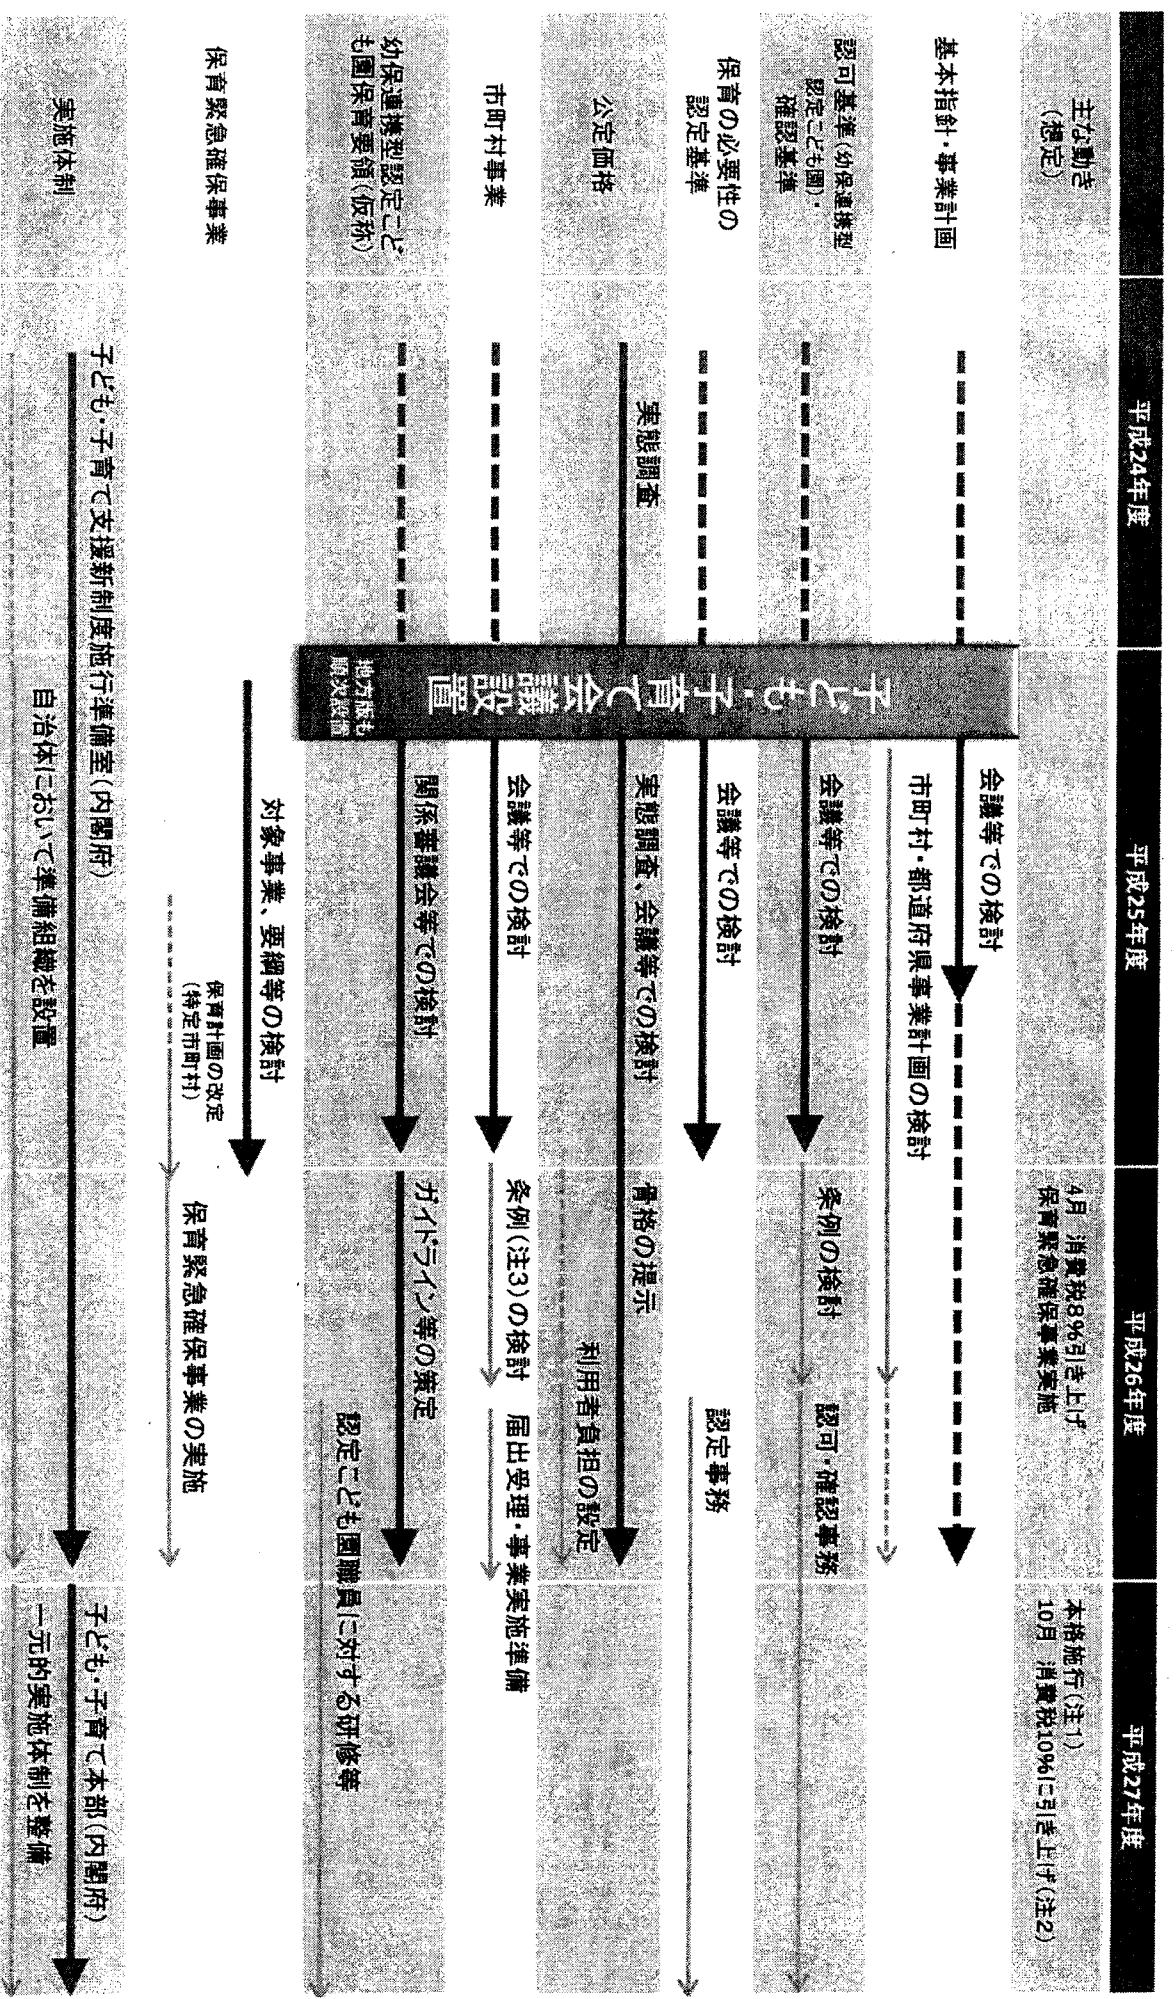 平成24年度
平成25年度
平成26年度
平成27年度
主な動き
（想定）
4月　消費税8%引き上げ
保育緊急確保事業実施
本格施行（注1）
10月　消費税10%に引き上げ（注2）
基本指針・事業計画
会議等での検討
市町村・都道府県事業計画の検討
認可基準（幼保連携型
認定こども園）・
確認基準
会議等での検討
条例の検討
認可・確認事務
保育の必要性の
認定基準
会議等での検討
認定事務
公定価格
実態調査
実態調査、会議等での検討
骨格の提示
利用者負担の設定
市町村事業
会議等での検討
条例（注3）の検討
届出受理・事業実施準備
幼保連携型認定こど
も園保育要領（仮称）
関係審議会等での検討
ガイドライン等の策定
認定こども園職員に対する研修等
子ども・子育て会議設置
地方版も
順次設置
保育緊急確保事業
対象事業、要綱等の検討
保育計画の改定
（特定市町村）
保育緊急確保事業の実施
実施体制
子ども・子育て支援新制度施行準備室（内閣府）
自治体において準備組織を設置
子ども・子育て本部（内閣府）
一元的実施体制を整備